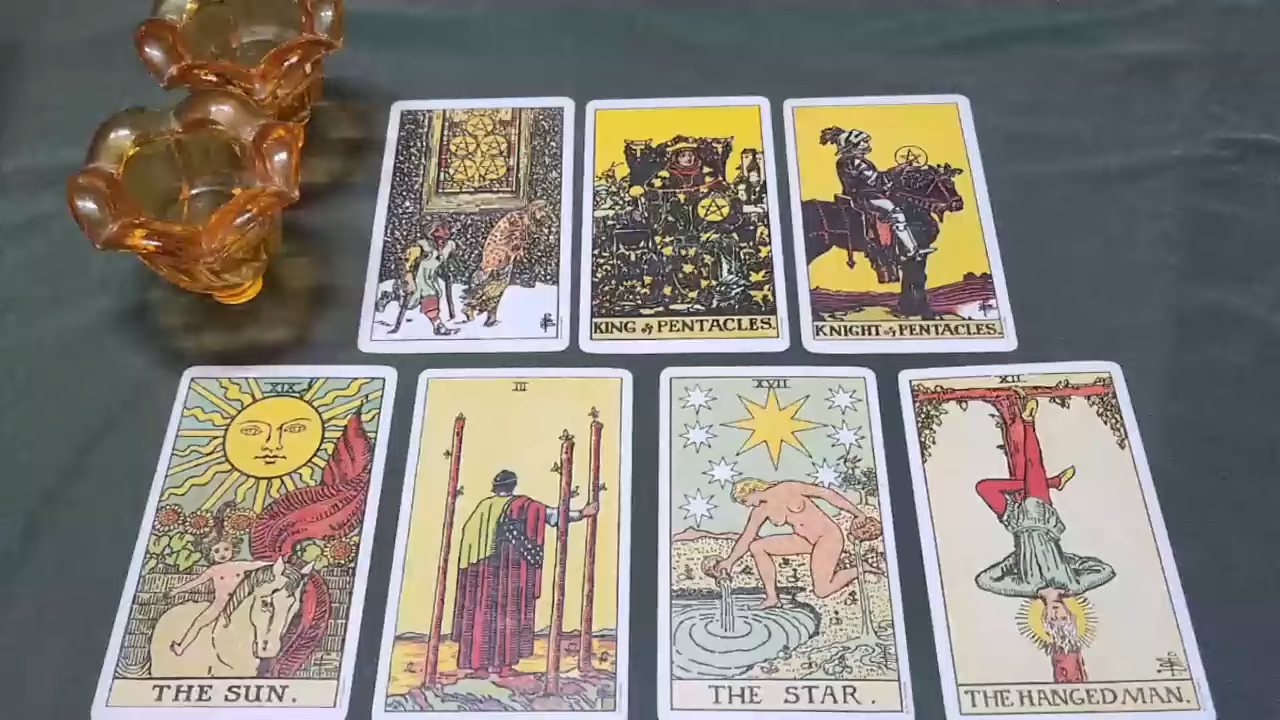 KING of PENTACLES.
KNIGHT of PENTACLES.
XIX
III
XVII
XII
THE SUN.
THE STAR.
THE HANGED MAN.